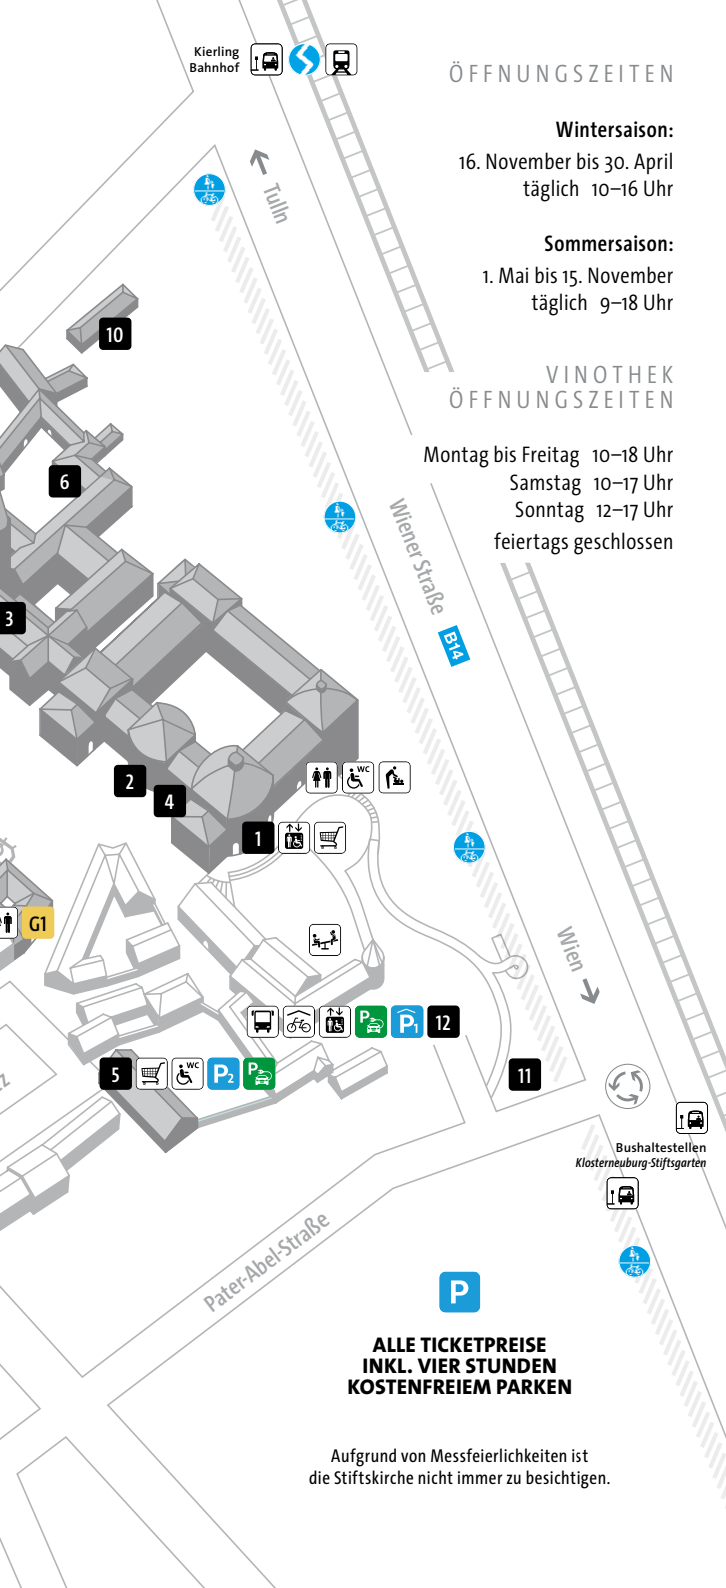 Kierling
Bahnhof
ÖFFNUNGSZEITEN
Wintersaison:
16. November bis 30. April
täglich 10–16 Uhr
Sommersaison:
1. Mai bis 15. November
täglich 9–18 Uhr
VINOTHEK
ÖFFNUNGSZEITEN
Montag bis Freitag 10–18 Uhr
Samstag 10–17 Uhr
Sonntag 12–17 Uhr
feiertags geschlossen
Tulln
10
6
Wiener Straße
B14
3
2
4
WC
1
G1
Wien
P
P1
12
5
WC
P2
P
11
Bushaltestellen
Klosterneuburg-Stiftsgarten
Pater-Abel-Straße
P
ALLE TICKETPREISE
INKL. VIER STUNDEN
KOSTENFREIEM PARKEN
Aufgrund von Messfeierlichkeiten ist
die Stiftskirche nicht immer zu besichtigen.